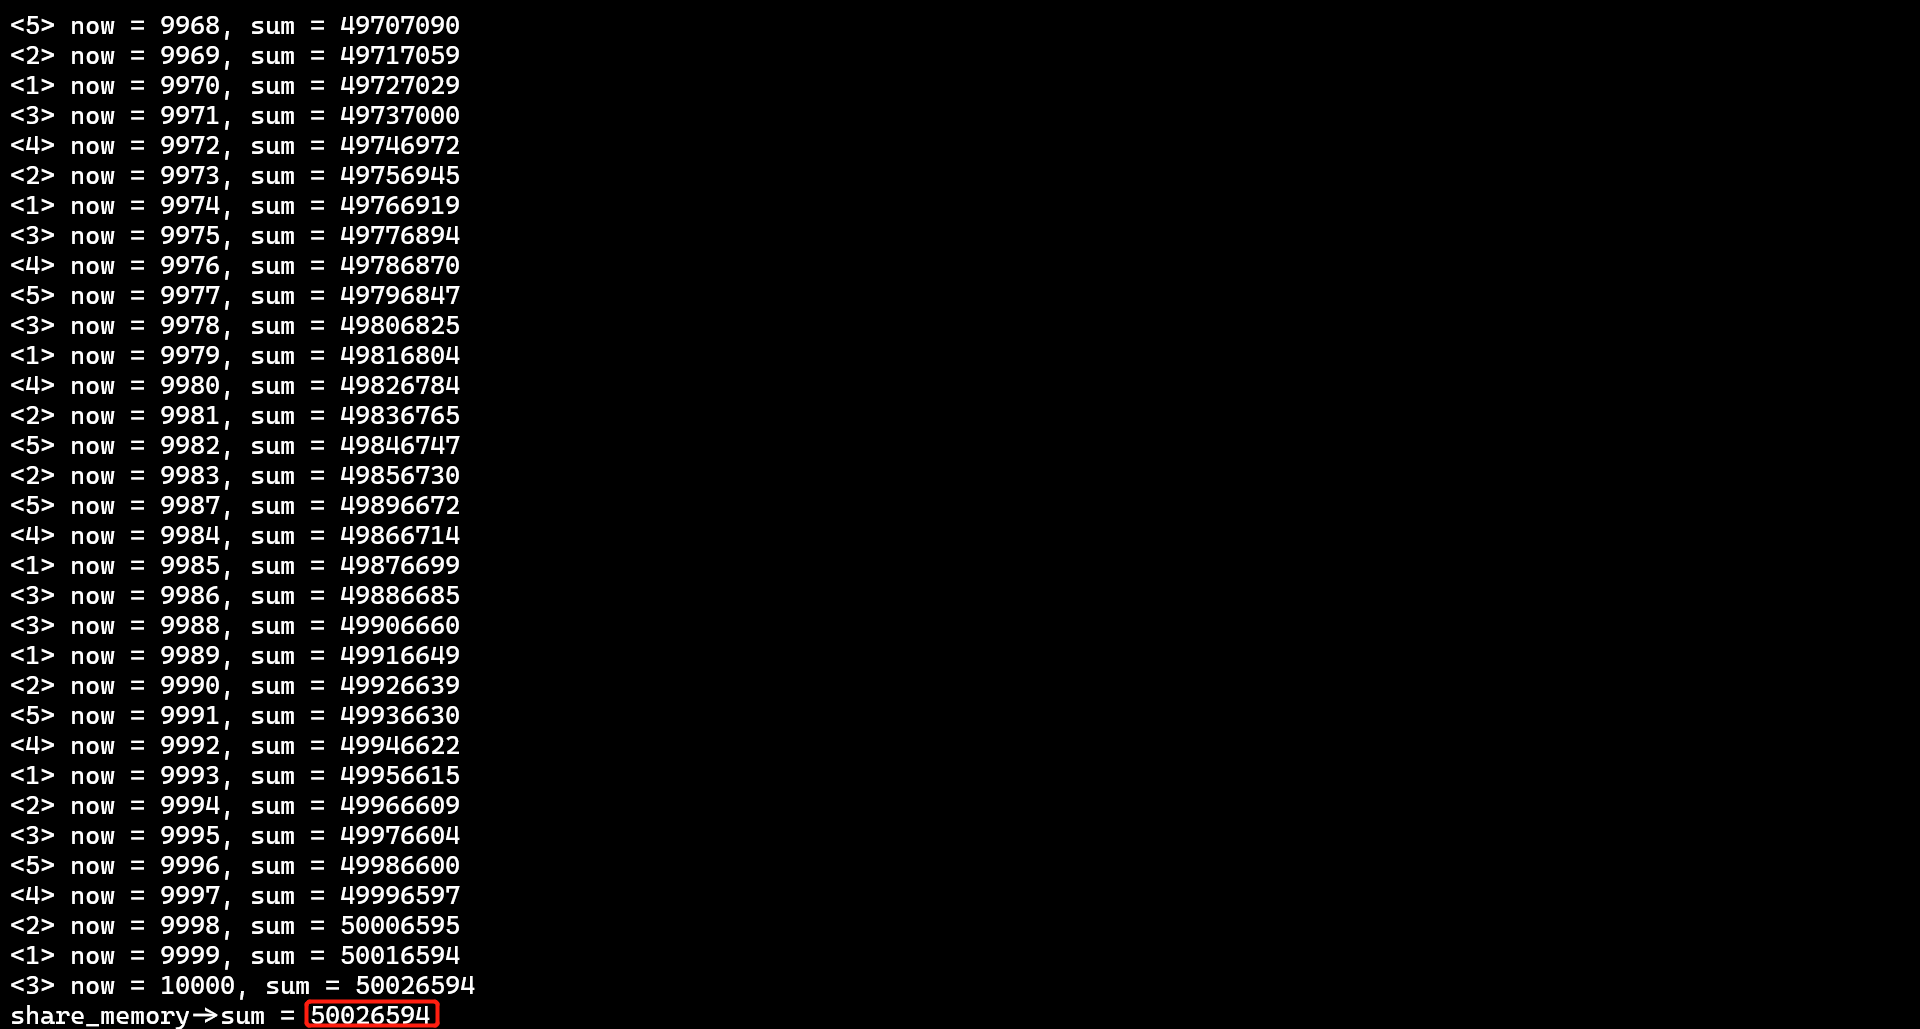 <5> now = 9968, sum = 49707090
<2> now = 9969, sum = 49717059
<1> now = 9970, sum = 49727029
<3> now = 9971, sum = 49737000
<4> now = 9972, sum = 49746972
<2> now = 9973, sum = 49756945
<1> now = 9974, sum = 49766919
<3> now = 9975, sum = 49776894
<4> now = 9976, sum = 49786870
<5> now = 9977, sum = 49796847
<3> now = 9978, sum = 49806825
<1> now = 9979, sum = 49816804
<4> now = 9980, sum = 49826784
<2> now = 9981, sum = 49836765
<5> now = 9982, sum = 49846747
<2> now = 9983, sum = 49856730
<5> now = 9987, sum = 49896672
<4> now = 9984, sum = 49866714
<1> now = 9985, sum = 49876699
<3> now = 9986, sum = 49886685
<3> now = 9988, sum = 49906660
<1> now = 9989, sum = 49916649
<2> now = 9990, sum = 49926639
<5> now = 9991, sum = 49936630
<4> now = 9992, sum = 49946622
<1> now = 9993, sum = 49956615
<2> now = 9994, sum = 49966609
<3> now = 9995, sum = 49976604
<5> now = 9996, sum = 49986600
<4> now = 9997, sum = 49996597
<2> now = 9998, sum = 50006595
<1> now = 9999, sum = 50016594
<3> now = 10000, sum = 50026594
share_memory->sum = 50026594